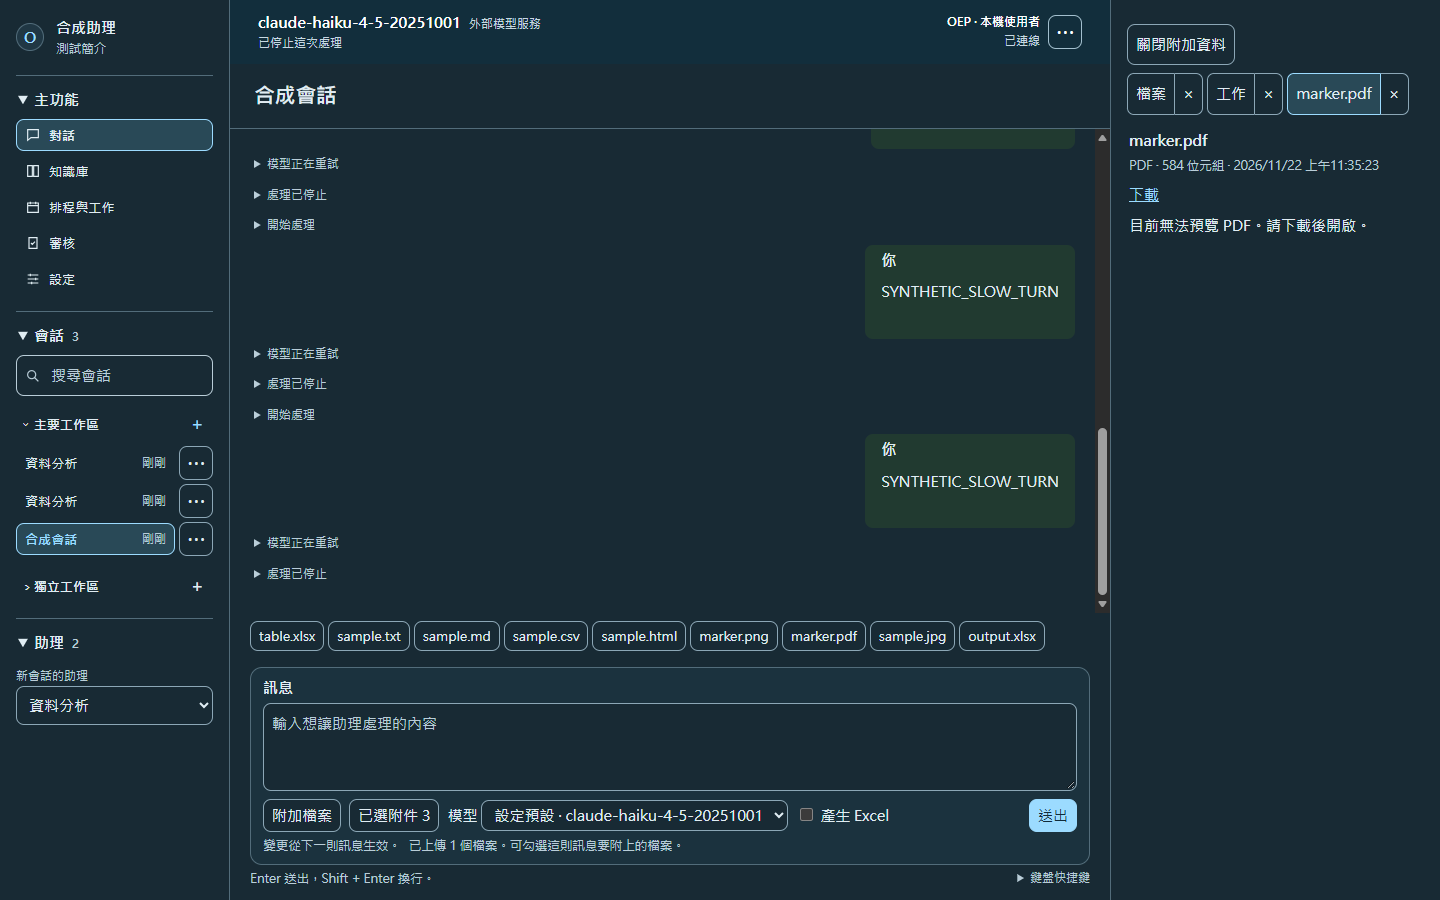 O
合成助理
測試簡介
▼ 主功能
對話
知識庫
排程與工作
審核
設定
▼ 會話 3
搜尋會話
主要工作區 +
資料分析 剛剛 ···
資料分析 剛剛 ···
合成會話 剛剛 ···
獨立工作區 +
▼ 助理 2
新會話的助理
資料分析
claude-haiku-4-5-20251001 外部模型服務
已停止這次處理
OEP · 本機使用者
已連線
···
合成會話
▶ 模型正在重試
▶ 處理已停止
▶ 開始處理
你
SYNTHETIC_SLOW_TURN
▶ 模型正在重試
▶ 處理已停止
▶ 開始處理
你
SYNTHETIC_SLOW_TURN
▶ 模型正在重試
▶ 處理已停止
table.xlsx sample.txt sample.md sample.csv sample.html marker.png marker.pdf sample.jpg output.xlsx
訊息
輸入想讓助理處理的內容
附加檔案 已選附件 3 模型 設定預設 · claude-haiku-4-5-20251001 產生 Excel 送出
變更從下一則訊息生效。 已上傳 1 個檔案。可勾選這則訊息要附上的檔案。
Enter 送出，Shift + Enter 換行。
▶ 鍵盤快捷鍵
關閉附加資料
檔案 × 工作 × marker.pdf ×
marker.pdf
PDF · 584 位元組 · 2026/11/22 上午11:35:23
下載
目前無法預覽 PDF。請下載後開啟。